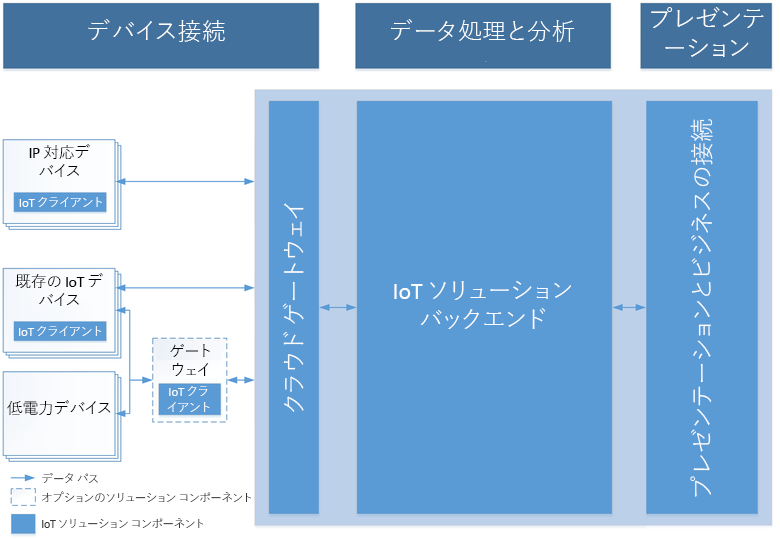 デバイス接続
データ処理と分析
プレゼンテ
ーション
IP 対応デ
バイス
IoT クライアント
既存の IoT デ
バイス
IoT クライアント
低電力デバイス
ゲート
ウェイ
IoT クラ
イアント
クラウド ゲートウェイ
IoT ソリューション
バックエンド
プレゼンテーションとビジネスの接続
データ パス
オプションのソリューション コンポーネント
IoT ソリューション コンポーネント